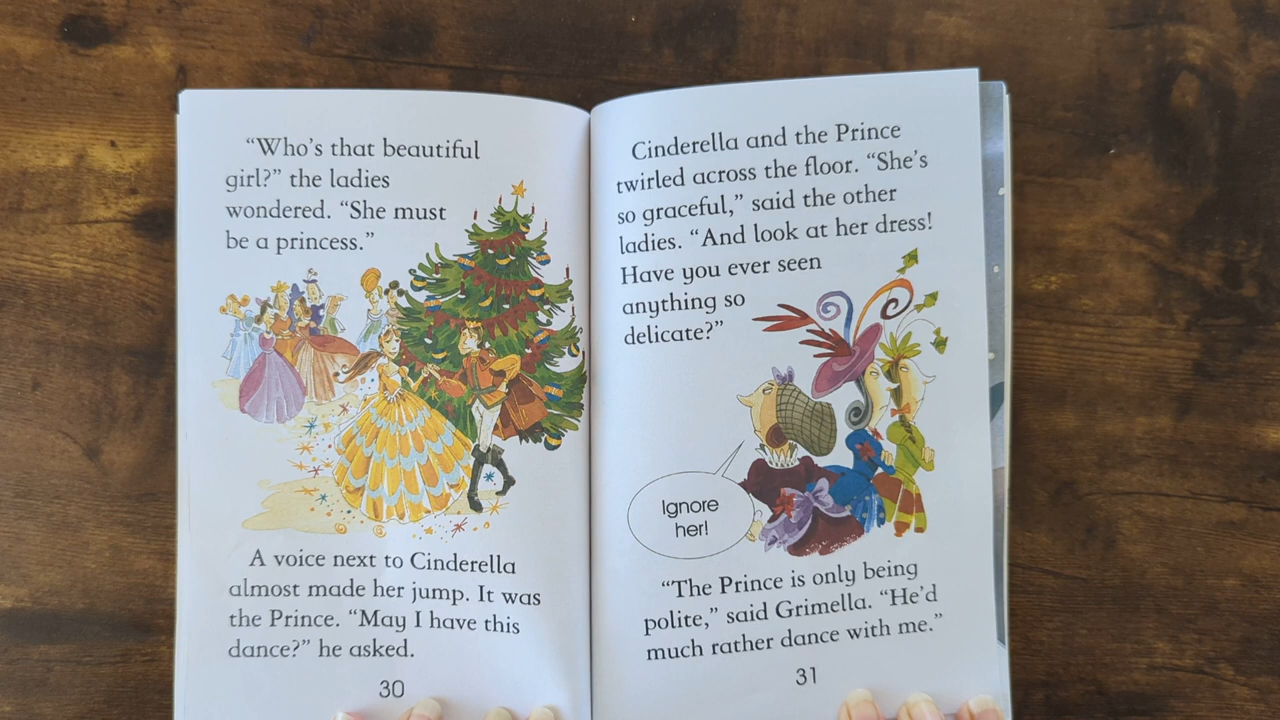 “Who’s that beautiful
girl?” the ladies
wondered. “She must
be a princess.”
A voice next to Cinderella
almost made her jump. It was
the Prince. “May I have this
dance?” he asked.
30
Cinderella and the Prince
twirled across the floor. “She’s
so graceful,” said the other
ladies. “And look at her dress!
Have you ever seen
anything so
delicate?”
Ignore
her!
“The Prince is only being
polite,” said Grimella. “He’d
much rather dance with me.”
31